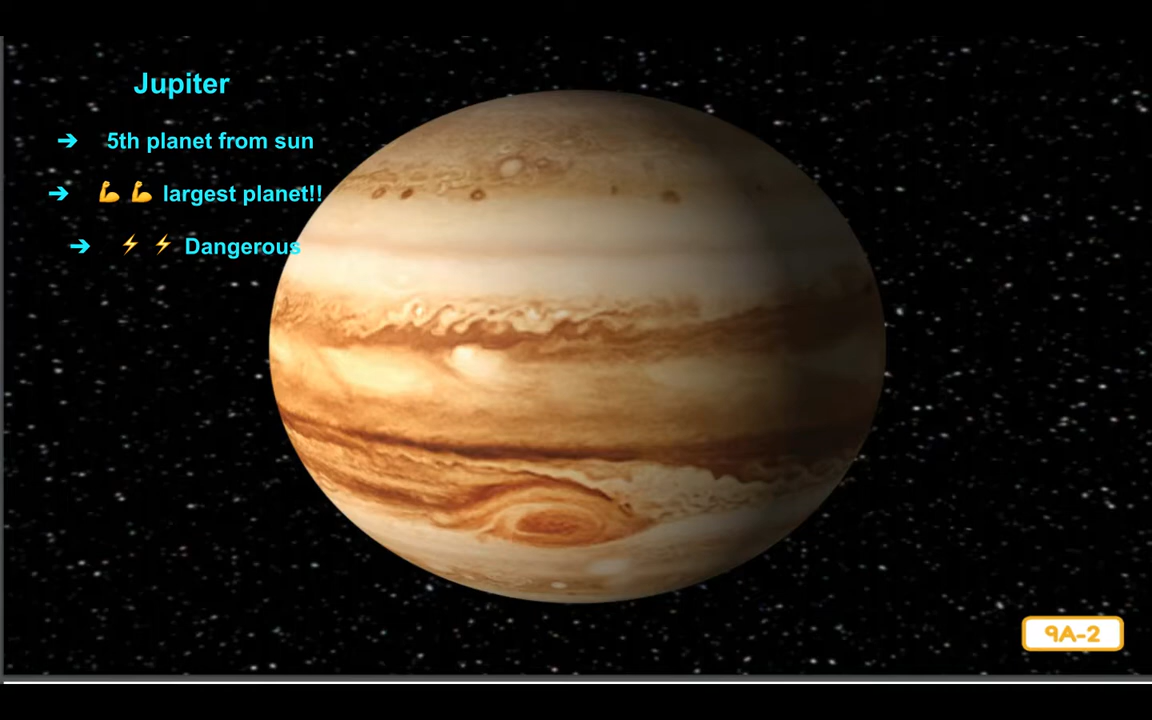 Jupiter
➔ 5th planet from sun
➔ 💪 💪 largest planet!!
➔ ⚡ ⚡ Dangerous
9A-2